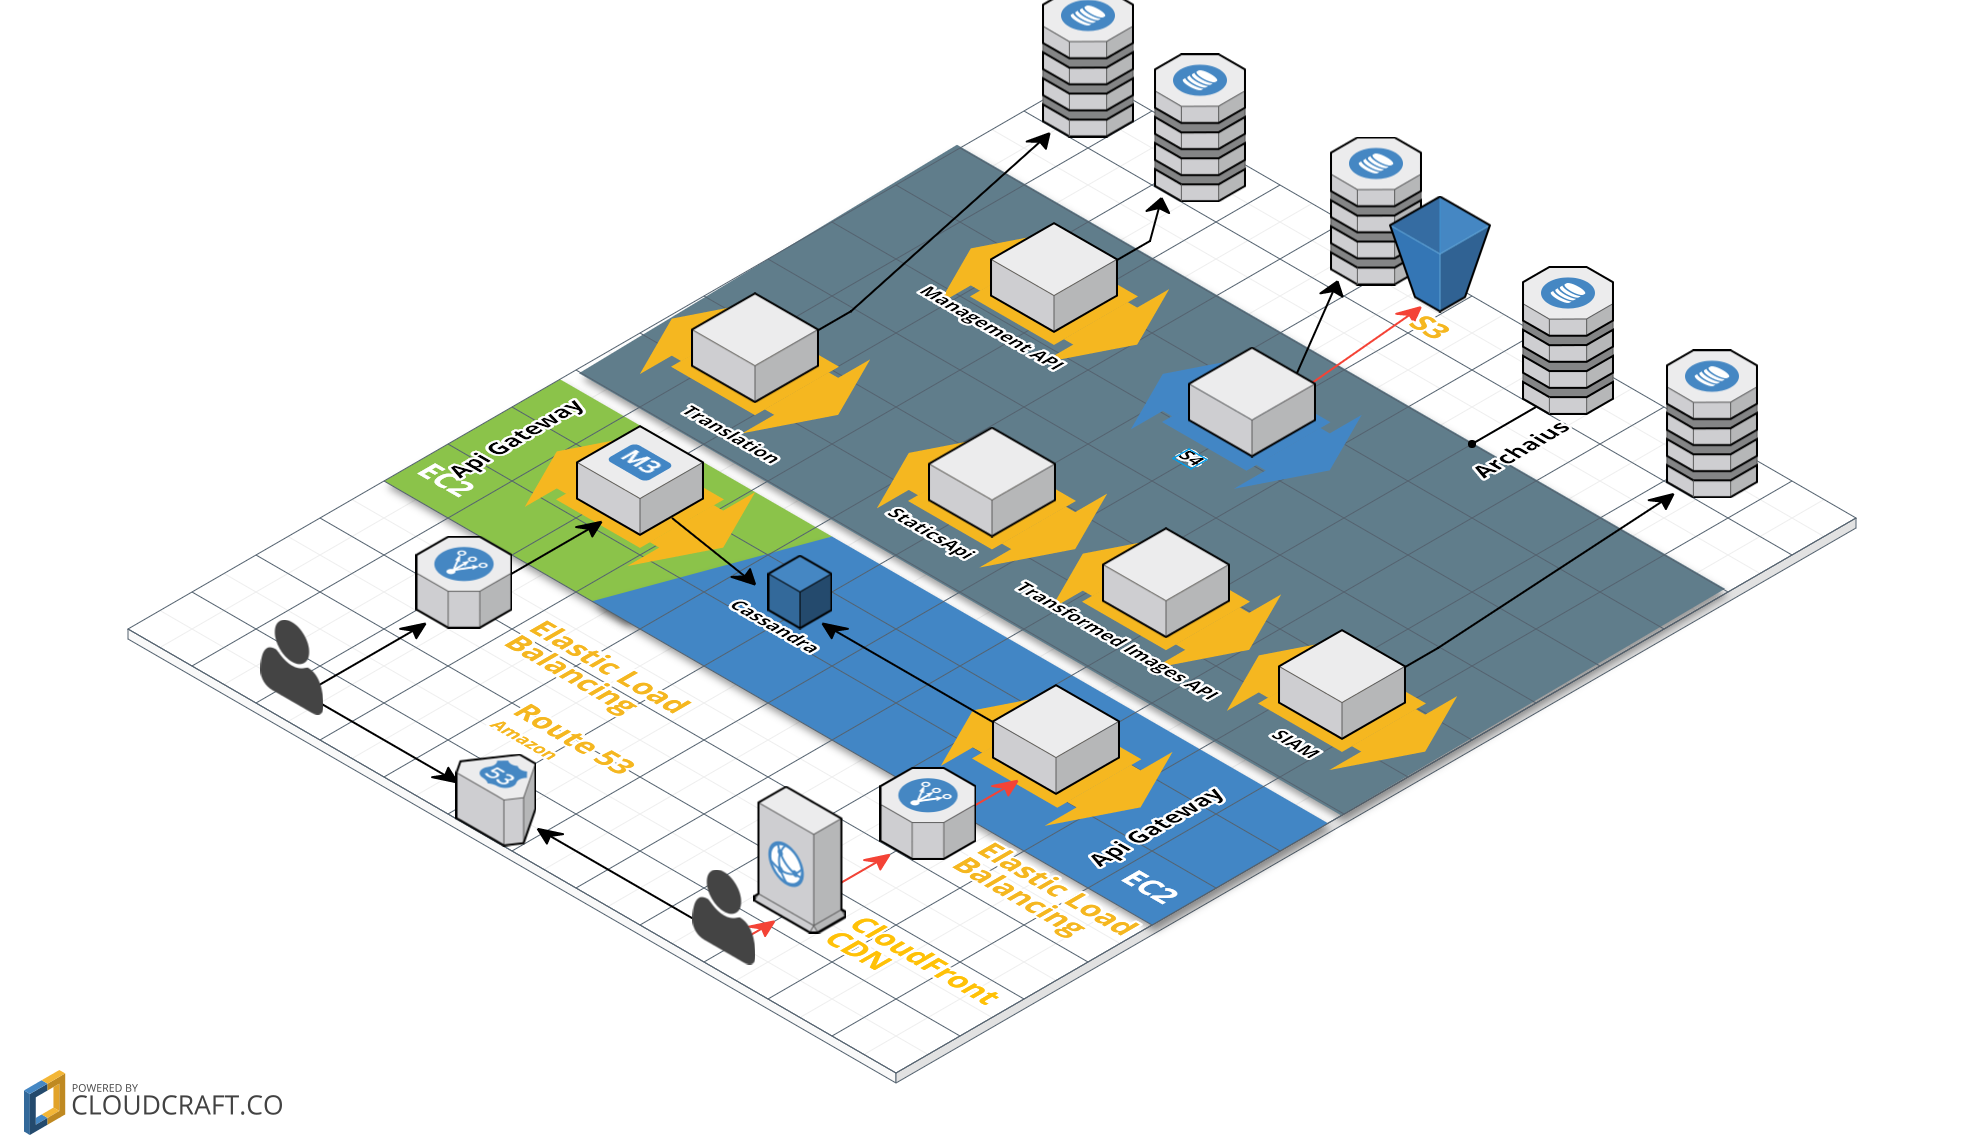 Management API
S3
Translation
Api Gateway
EC2
M3
S4
Archaius
StaticsApi
Cassandra
Transformed Images API
Elastic Load
Balancing
Route 53
Amazon
53
SIAM
Api Gateway
EC2
Elastic Load
Balancing
CloudFront
CDN
POWERED BY
CLOUDCRAFT.CO